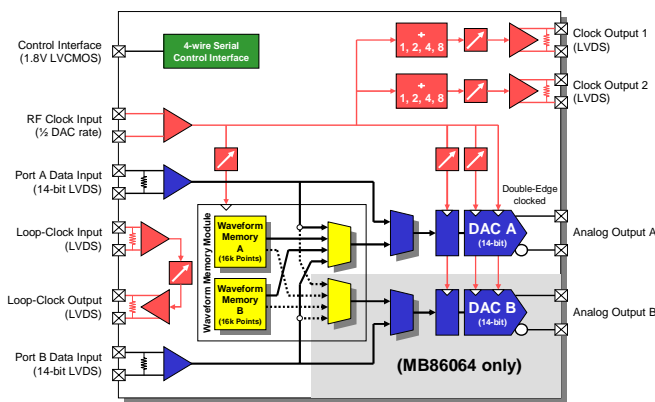 Control Interface
(1.8V LVCMOS)
4-wire Serial
Control Interface
÷
1, 2, 4, 8
Clock Output 1
(LVDS)
÷
1, 2, 4, 8
Clock Output 2
(LVDS)
RF Clock Input
(½ DAC rate)
Port A Data Input
(14-bit LVDS)
Double-Edge
clocked
Waveform Memory Module
Waveform
Memory
A
(16k Points)
DAC A
(14-bit)
Analog Output A
Loop-Clock Input
(LVDS)
Waveform
Memory
B
(16k Points)
DAC B
(14-bit)
Analog Output B
Loop-Clock Output
(LVDS)
Port B Data Input
(14-bit LVDS)
(MB86064 only)